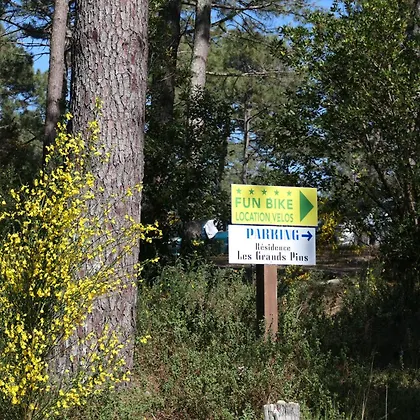 FUN BIKE
LOCATION VELOS
PARKING
Résidence
Les Grands Pins